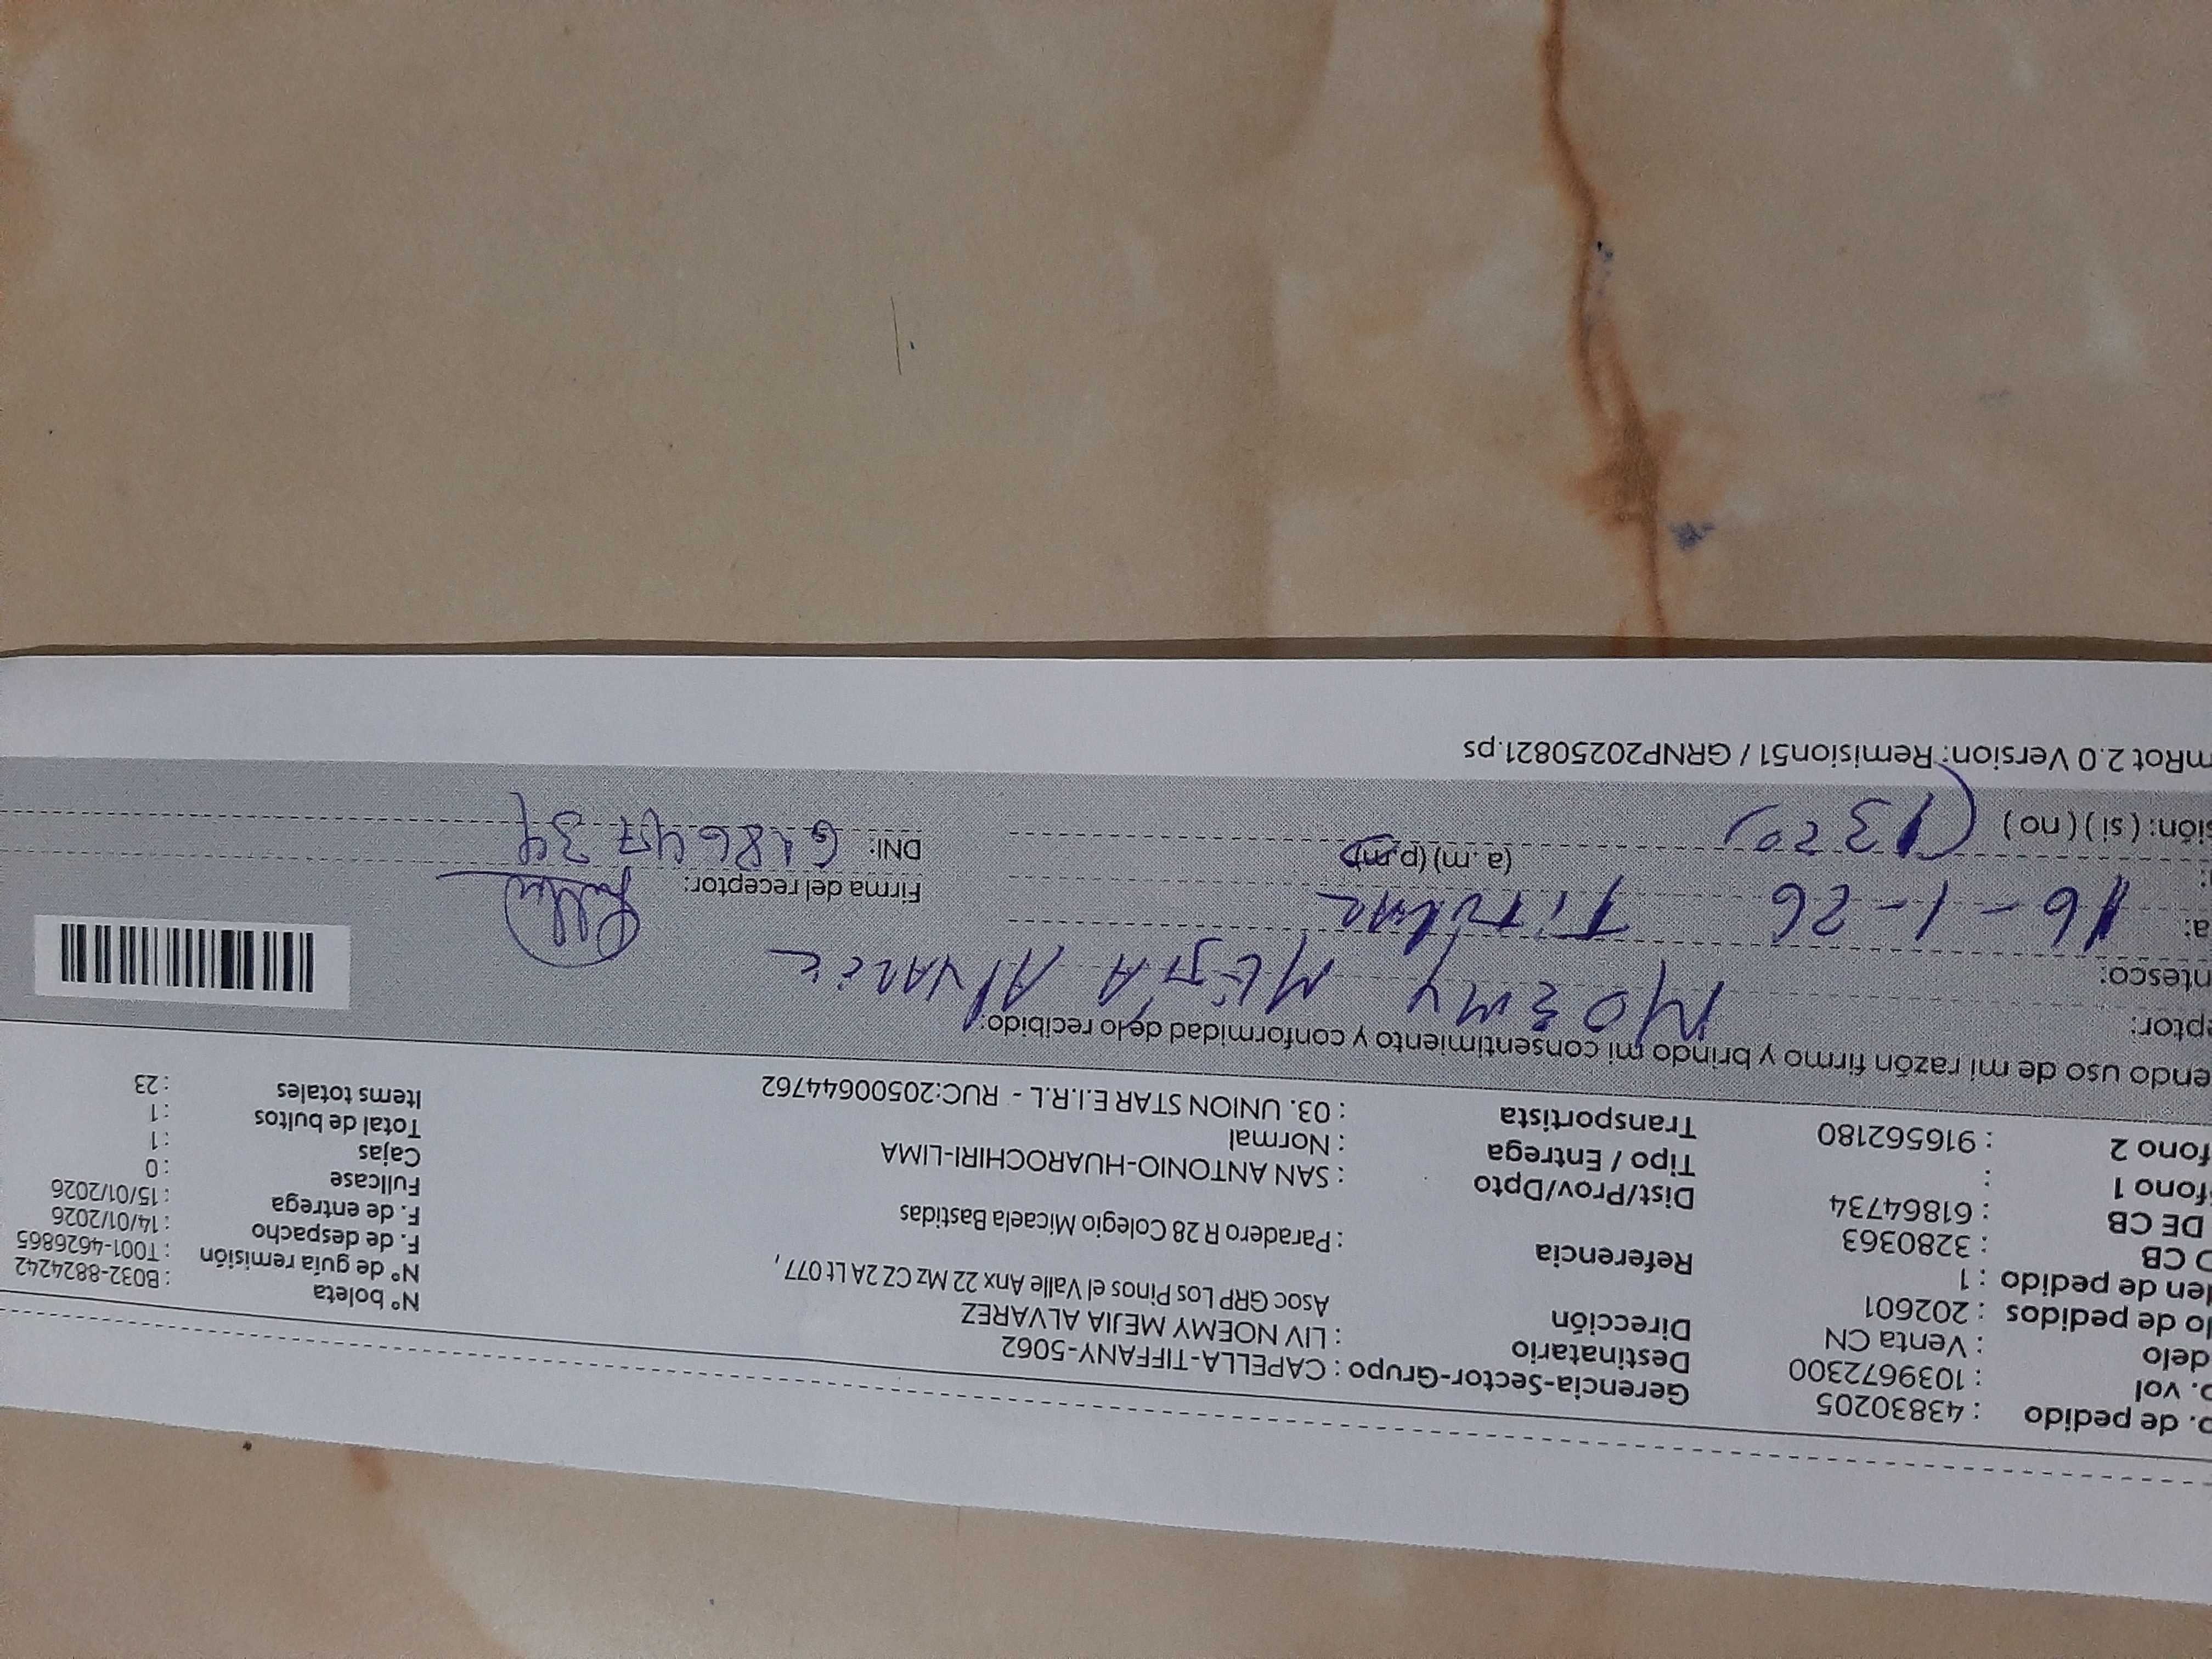 o. de pedido : 43830205 Gerencia-Sector-Grupo : CAPELLA-TIFFANY-5062
o. vol : 1039672300 Destinatario : LIV NOEMY MEJIA ALVAREZ Nº boleta : B032-8824242
delo : Venta CN Dirección Asoc GRP Los Pinos el Valle Anx 22 Mz CZ 2A Lt 077 , Nº de guía remisión : T001-4626865
lo de pedidos : 202601 F. de despacho : 14/01/2026
den de pedido : 1 Referencia : Paradero R 28 Colegio Micaela Bastidas F. de entrega : 15/01/2026
O CB : 3280363 Fullcase : 0
DE CB : 61864734 Dist/Prov/Dpto : SAN ANTONIO-HUAROCHIRI-LIMA Cajas : 1
fono 1 : Tipo / Entrega : Normal Total de bultos : 1
fono 2 : 916562180 Transportista : 03. UNION STAR E.I.R.L - RUC:20500644762 Items totales : 23
endo uso de mi razón firmo y brindo mi consentimiento y conformidad de lo recibido:
eptor: NOEMY MEJIA ALVAREZ
ntesco: Titular
a: 16-1-26 Firma del receptor:
: (a.m) (p.m) DNI: 61864734
sión: ( si ) ( no ) (13 20)
mRot 2.0 Version: Remision51 / GRNP20250821.ps